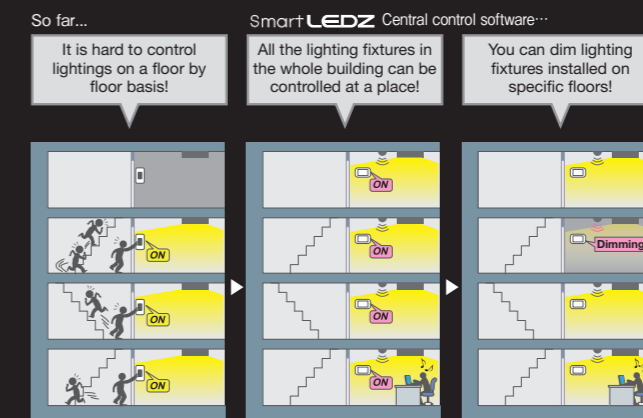 So far...
It is hard to control
lightings on a floor by
floor basis!
ON
ON
ON
Smart LEDZ Central control software…
All the lighting fixtures in
the whole building can be
controlled at a place!
ON
ON
ON
ON
You can dim lighting
fixtures installed on
specific floors!
Dimming